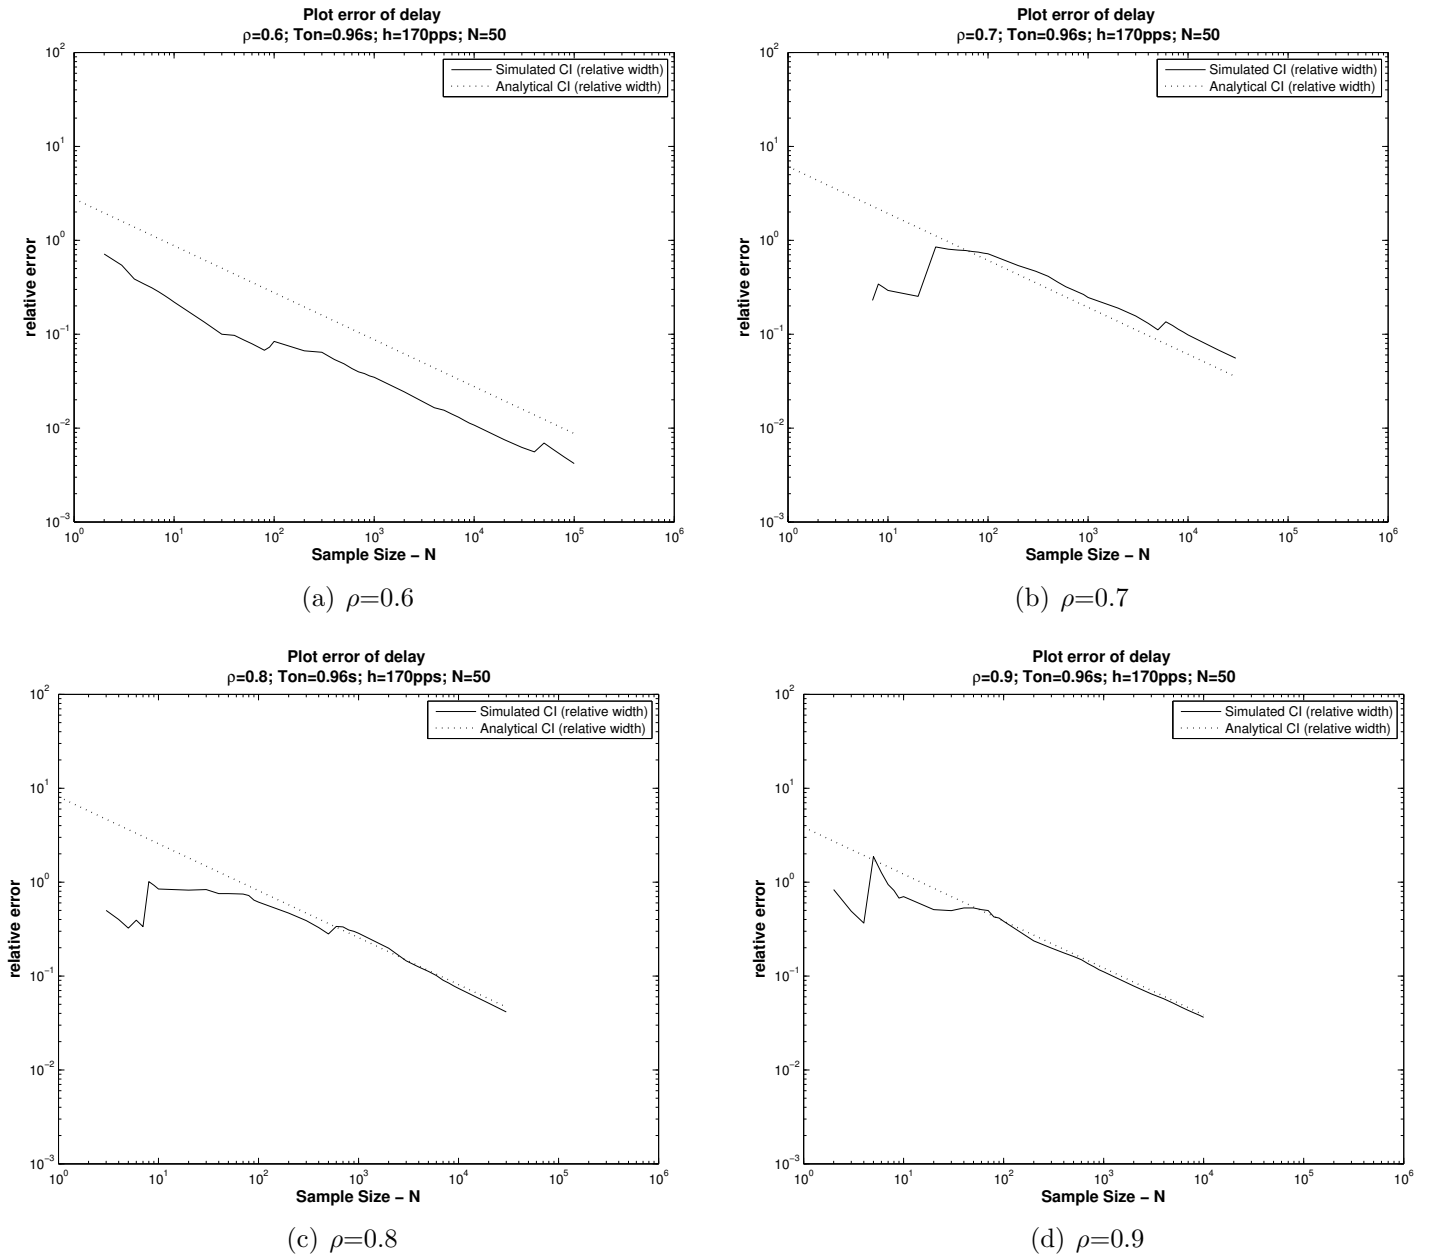 Plot error of delay
ρ=0.6; Ton=0.96s; h=170pps; N=50
10^2
10^1
10^0
10^−1
10^−2
10^−3
relative error
Simulated CI (relative width)
Analytical CI (relative width)
10^0 10^1 10^2 10^3 10^4 10^5 10^6
Sample Size − N
(a) ρ=0.6
Plot error of delay
ρ=0.7; Ton=0.96s; h=170pps; N=50
10^2
10^1
10^0
10^−1
10^−2
10^−3
relative error
Simulated CI (relative width)
Analytical CI (relative width)
10^0 10^1 10^2 10^3 10^4 10^5 10^6
Sample Size − N
(b) ρ=0.7
Plot error of delay
ρ=0.8; Ton=0.96s; h=170pps; N=50
10^2
10^1
10^0
10^−1
10^−2
10^−3
relative error
Simulated CI (relative width)
Analytical CI (relative width)
10^0 10^1 10^2 10^3 10^4 10^5 10^6
Sample Size − N
(c) ρ=0.8
Plot error of delay
ρ=0.9; Ton=0.96s; h=170pps; N=50
10^2
10^1
10^0
10^−1
10^−2
10^−3
relative error
Simulated CI (relative width)
Analytical CI (relative width)
10^0 10^1 10^2 10^3 10^4 10^5 10^6
Sample Size − N
(d) ρ=0.9